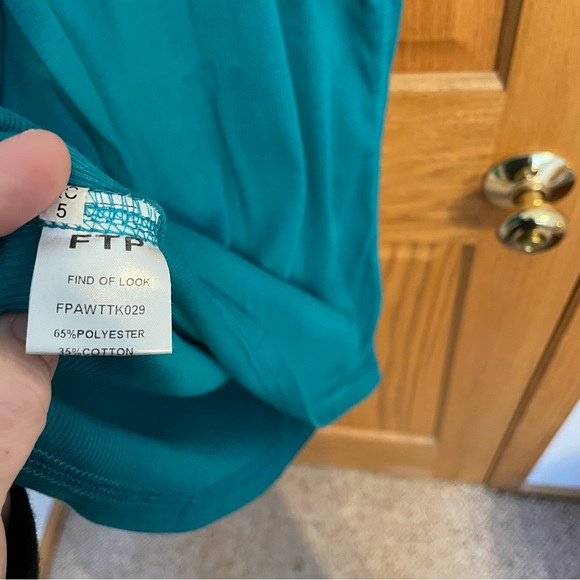 C
5
FTP
FIND OF LOOK
FPAWTTK029
65%POLYESTER
35%COTTON